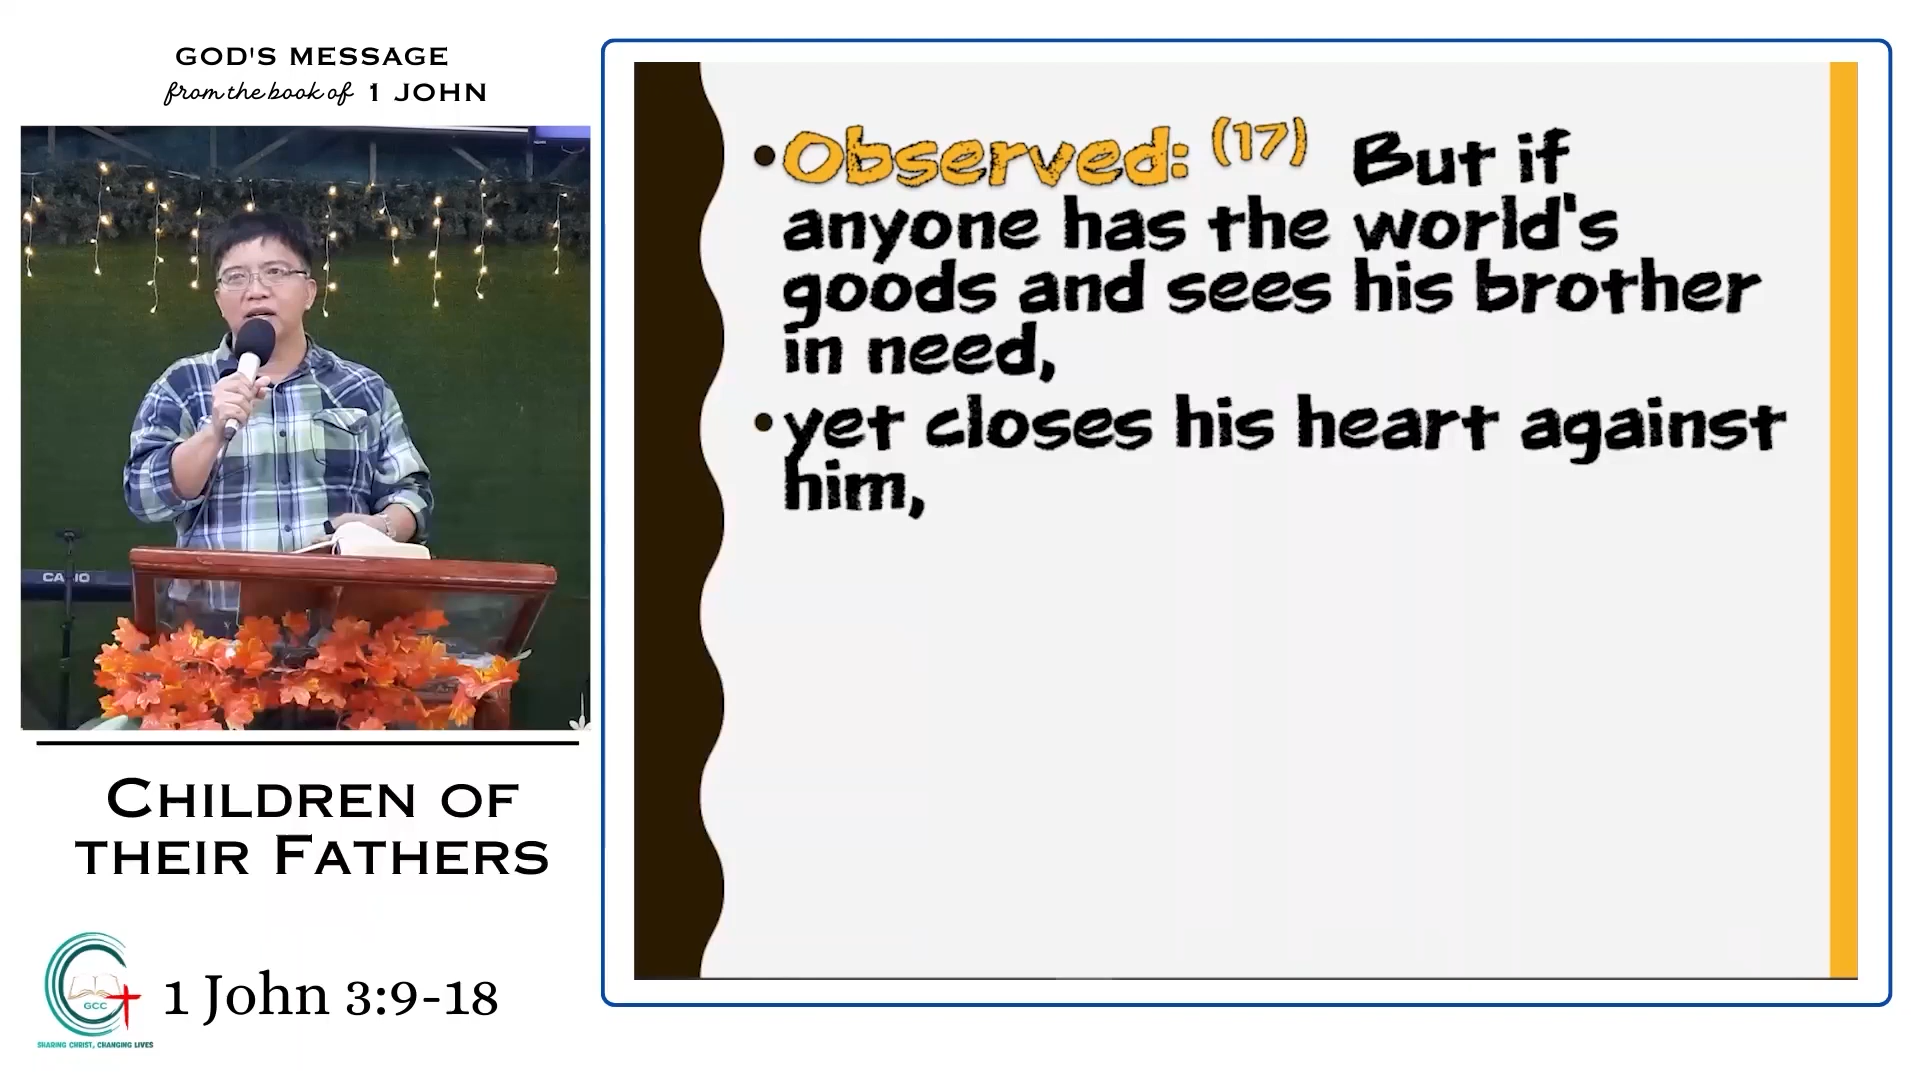 GOD'S MESSAGE
from the book of 1 JOHN
CASIO
CHILDREN OF
THEIR FATHERS
GCC
SHARING CHRIST, CHANGING LIVES
1 John 3:9-18
•Observed: (17) But if
anyone has the world's
goods and sees his brother
in need,
•yet closes his heart against
him,